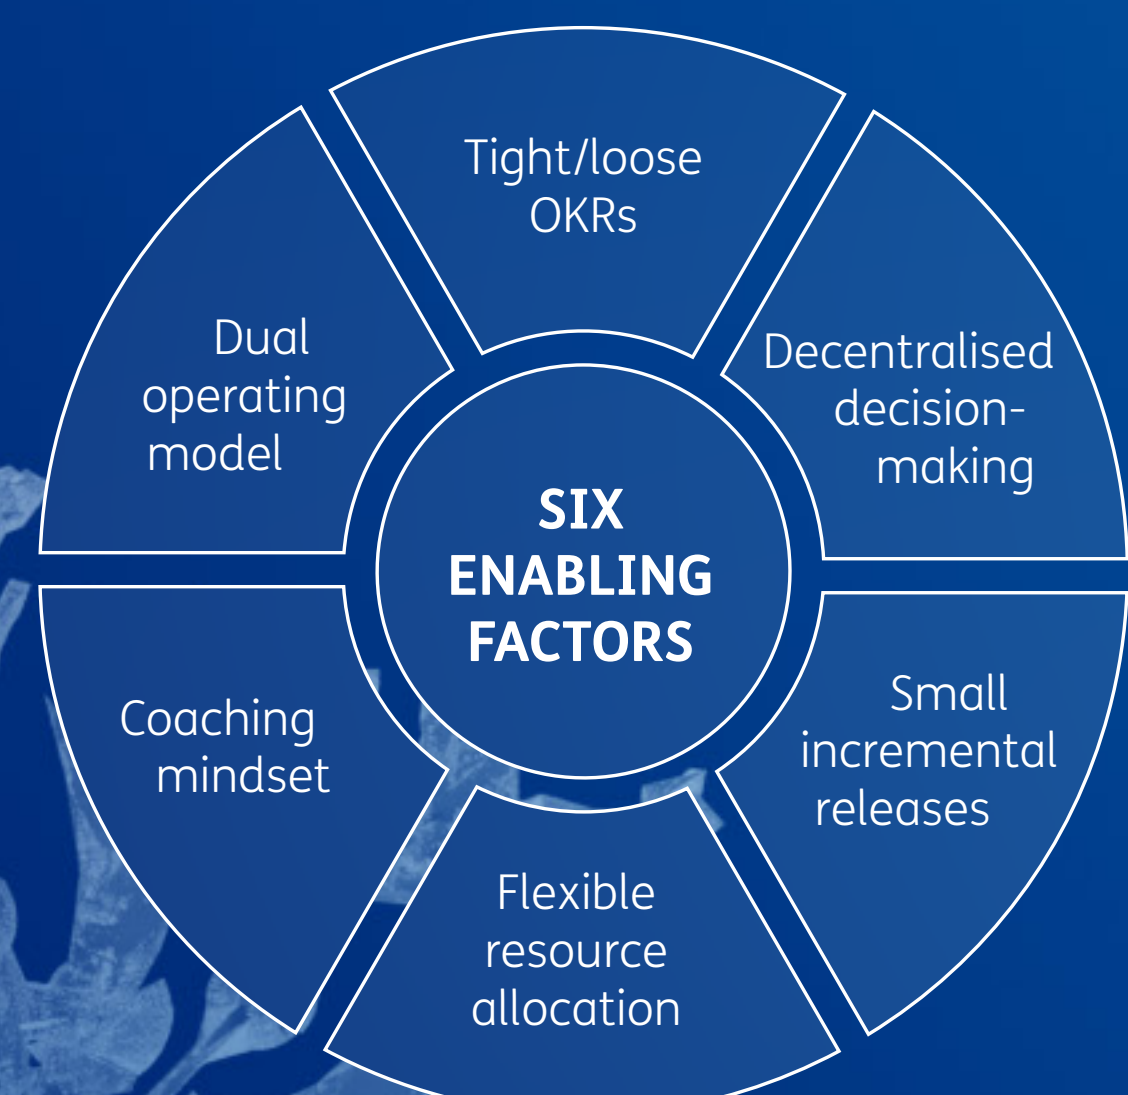 Tight/loose
OKRs
Decentralised
decision-
making
Small
incremental
releases
Flexible
resource
allocation
Coaching
mindset
Dual
operating
model
SIX
ENABLING
FACTORS